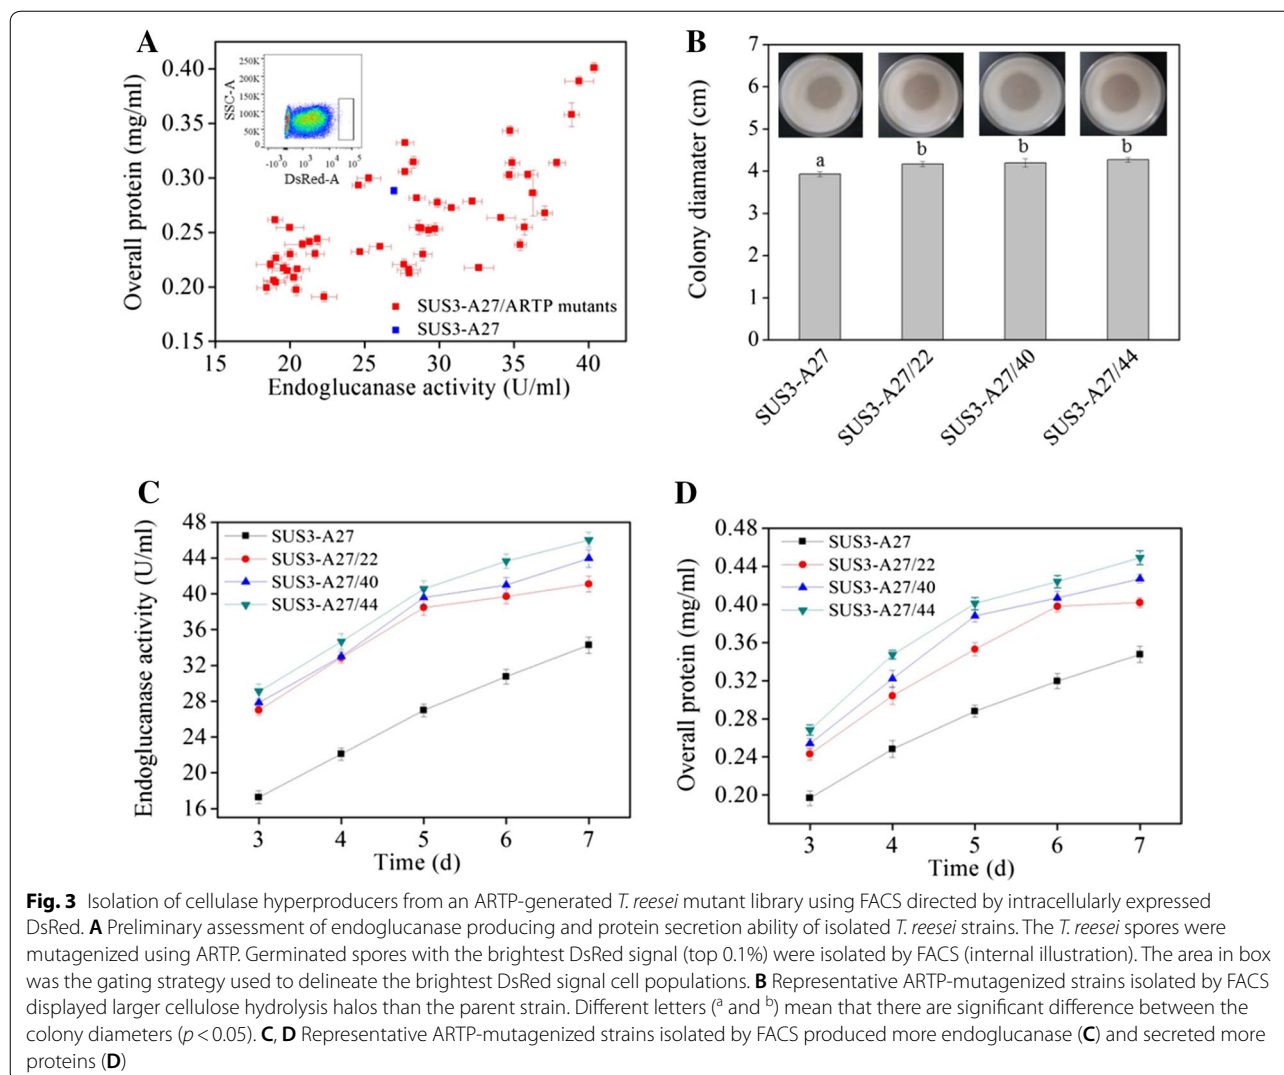 A
0.40
0.35
0.30
0.25
0.20
0.15
Overall protein (mg/ml)
250K
200K
150K
100K
50K
0
SSC-A
-10³ 0 10³ 10⁴ 10⁵
DsRed-A
SUS3-A27/ARTP mutants
SUS3-A27
15 20 25 30 35 40
Endoglucanase activity (U/ml)
B
7
6
5
4
3
2
1
0
Colony diamater (cm)
a
b
b
b
SUS3-A27
SUS3-A27/22
SUS3-A27/40
SUS3-A27/44
C
48
44
40
36
32
28
24
20
16
Endoglucanase activity (U/ml)
SUS3-A27
SUS3-A27/22
SUS3-A27/40
SUS3-A27/44
3 4 5 6 7
Time (d)
D
0.48
0.44
0.40
0.36
0.32
0.28
0.24
0.20
Overall protein (mg/ml)
SUS3-A27
SUS3-A27/22
SUS3-A27/40
SUS3-A27/44
3 4 5 6 7
Time (d)
Fig. 3 Isolation of cellulase hyperproducers from an ARTP-generated T. reesei mutant library using FACS directed by intracellularly expressed
DsRed. A Preliminary assessment of endoglucanase producing and protein secretion ability of isolated T. reesei strains. The T. reesei spores were
mutagenized using ARTP. Germinated spores with the brightest DsRed signal (top 0.1%) were isolated by FACS (internal illustration). The area in box
was the gating strategy used to delineate the brightest DsRed signal cell populations. B Representative ARTP-mutagenized strains isolated by FACS
displayed larger cellulose hydrolysis halos than the parent strain. Different letters (ᵃ and ᵇ) mean that there are significant difference between the
colony diameters (p < 0.05). C, D Representative ARTP-mutagenized strains isolated by FACS produced more endoglucanase (C) and secreted more
proteins (D)